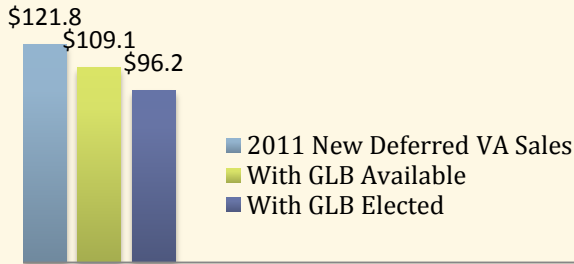 $121.8
$109.1
$96.2
2011 New Deferred VA Sales
With GLB Available
With GLB Elected